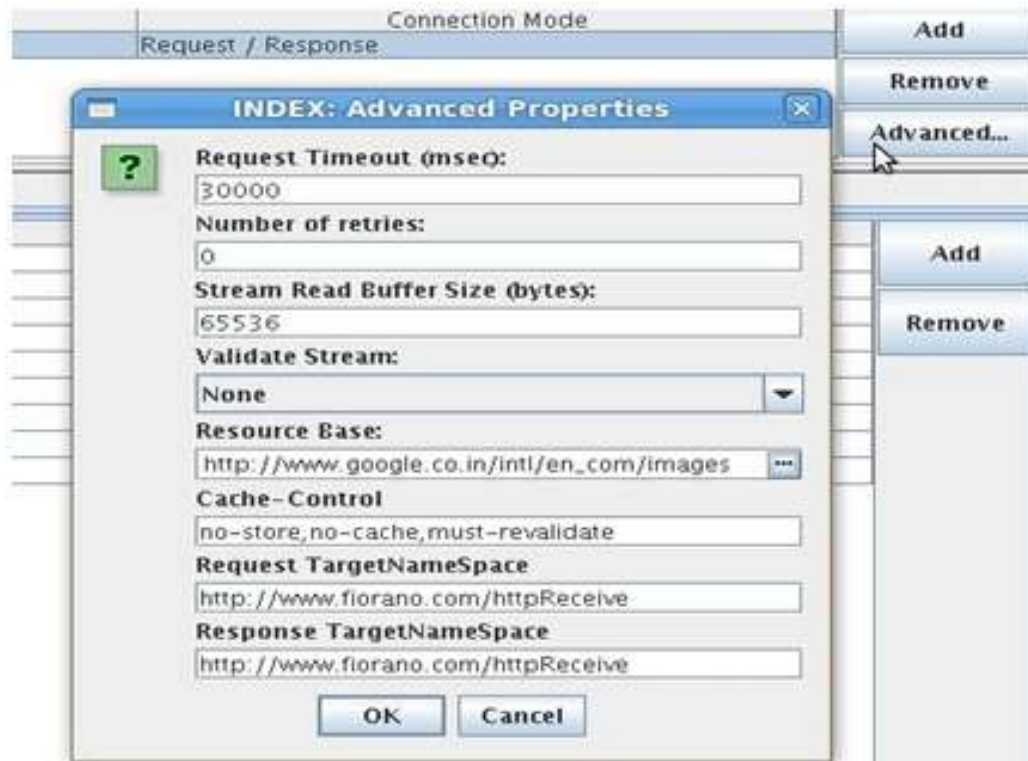 Connection Mode
Request / Response
Add
Remove
Advanced...
INDEX: Advanced Properties
?
Request Timeout (msec):
30000
Number of retries:
0
Stream Read Buffer Size (bytes):
65536
Validate Stream:
None
Resource Base:
http://www.google.co.in/intl/en_com/images
...
Cache-Control
no-store,no-cache,must-revalidate
Request TargetNameSpace
http://www.fiorano.com/httpReceive
Response TargetNameSpace
http://www.fiorano.com/httpReceive
OK
Cancel
Add
Remove